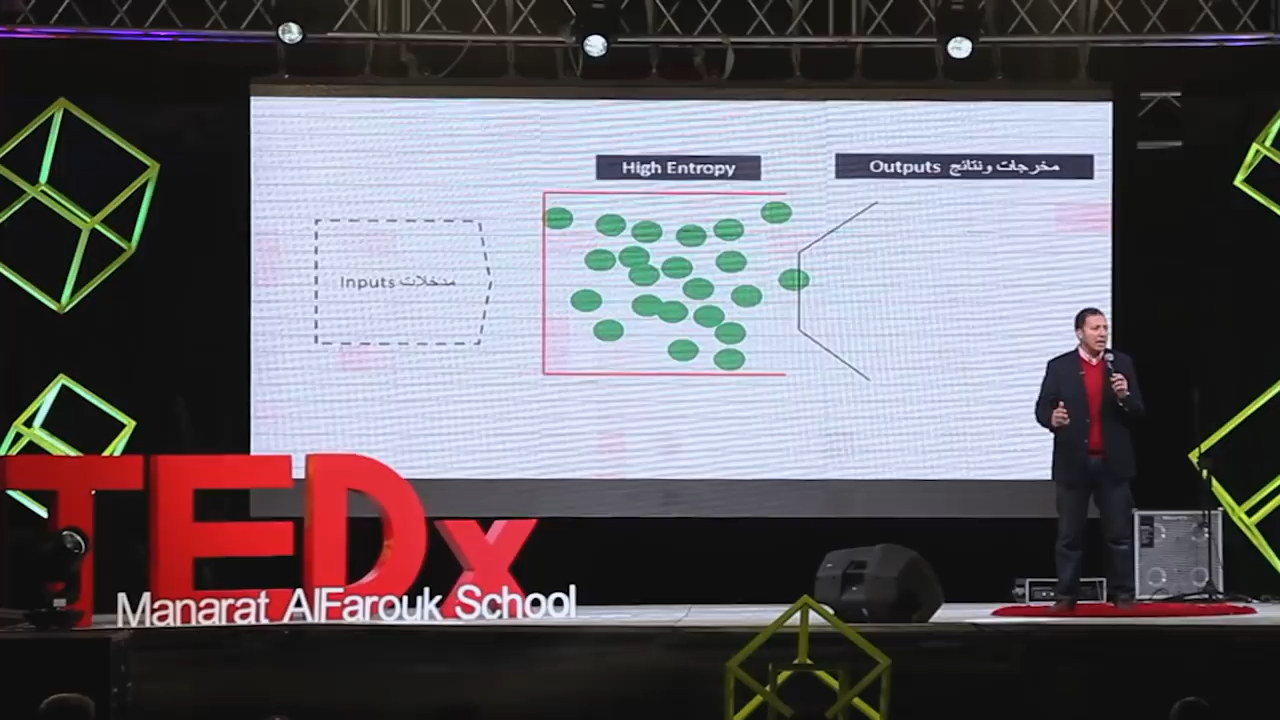 High Entropy
Outputs مخرجات ونتائج
Inputs مدخلات
TEDx
Manarat AlFarouk School